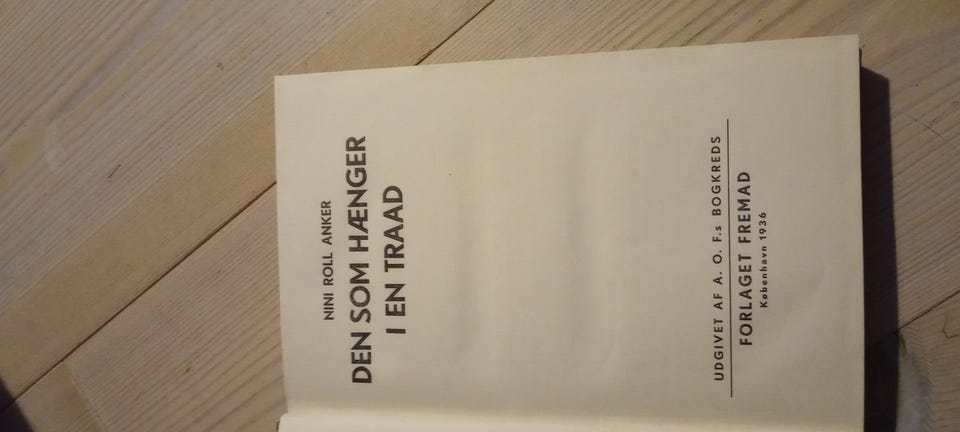 NINI ROLL ANKER
DEN SOM HÆNGER
I EN TRAAD
UDGIVET AF A. O. F.s BOGKREDS
FORLAGET FREMAD
København 1936